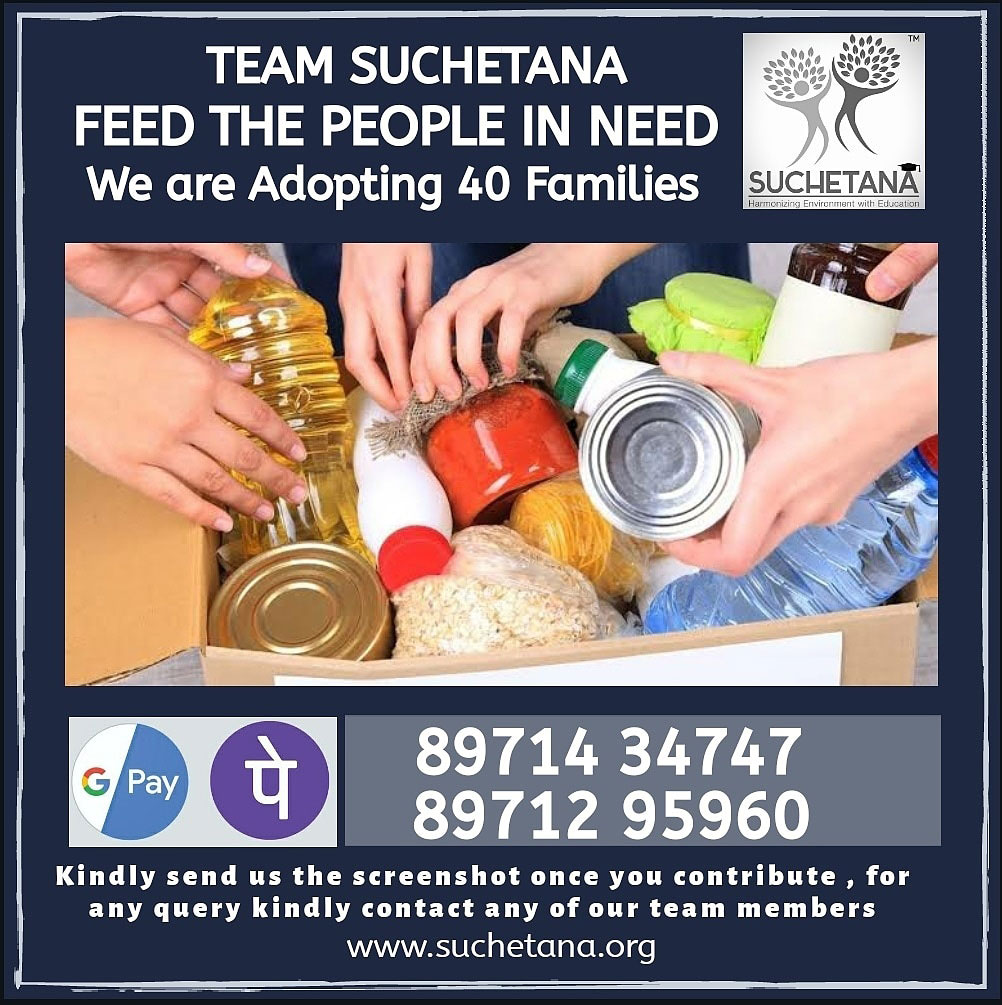 TEAM SUCHETANA
FEED THE PEOPLE IN NEED
We are Adopting 40 Families
TM
SUCHETANA
Harmonizing Environment with Education
G Pay
पे
89714 34747
89712 95960
Kindly send us the screenshot once you contribute , for
any query kindly contact any of our team members
www.suchetana.org